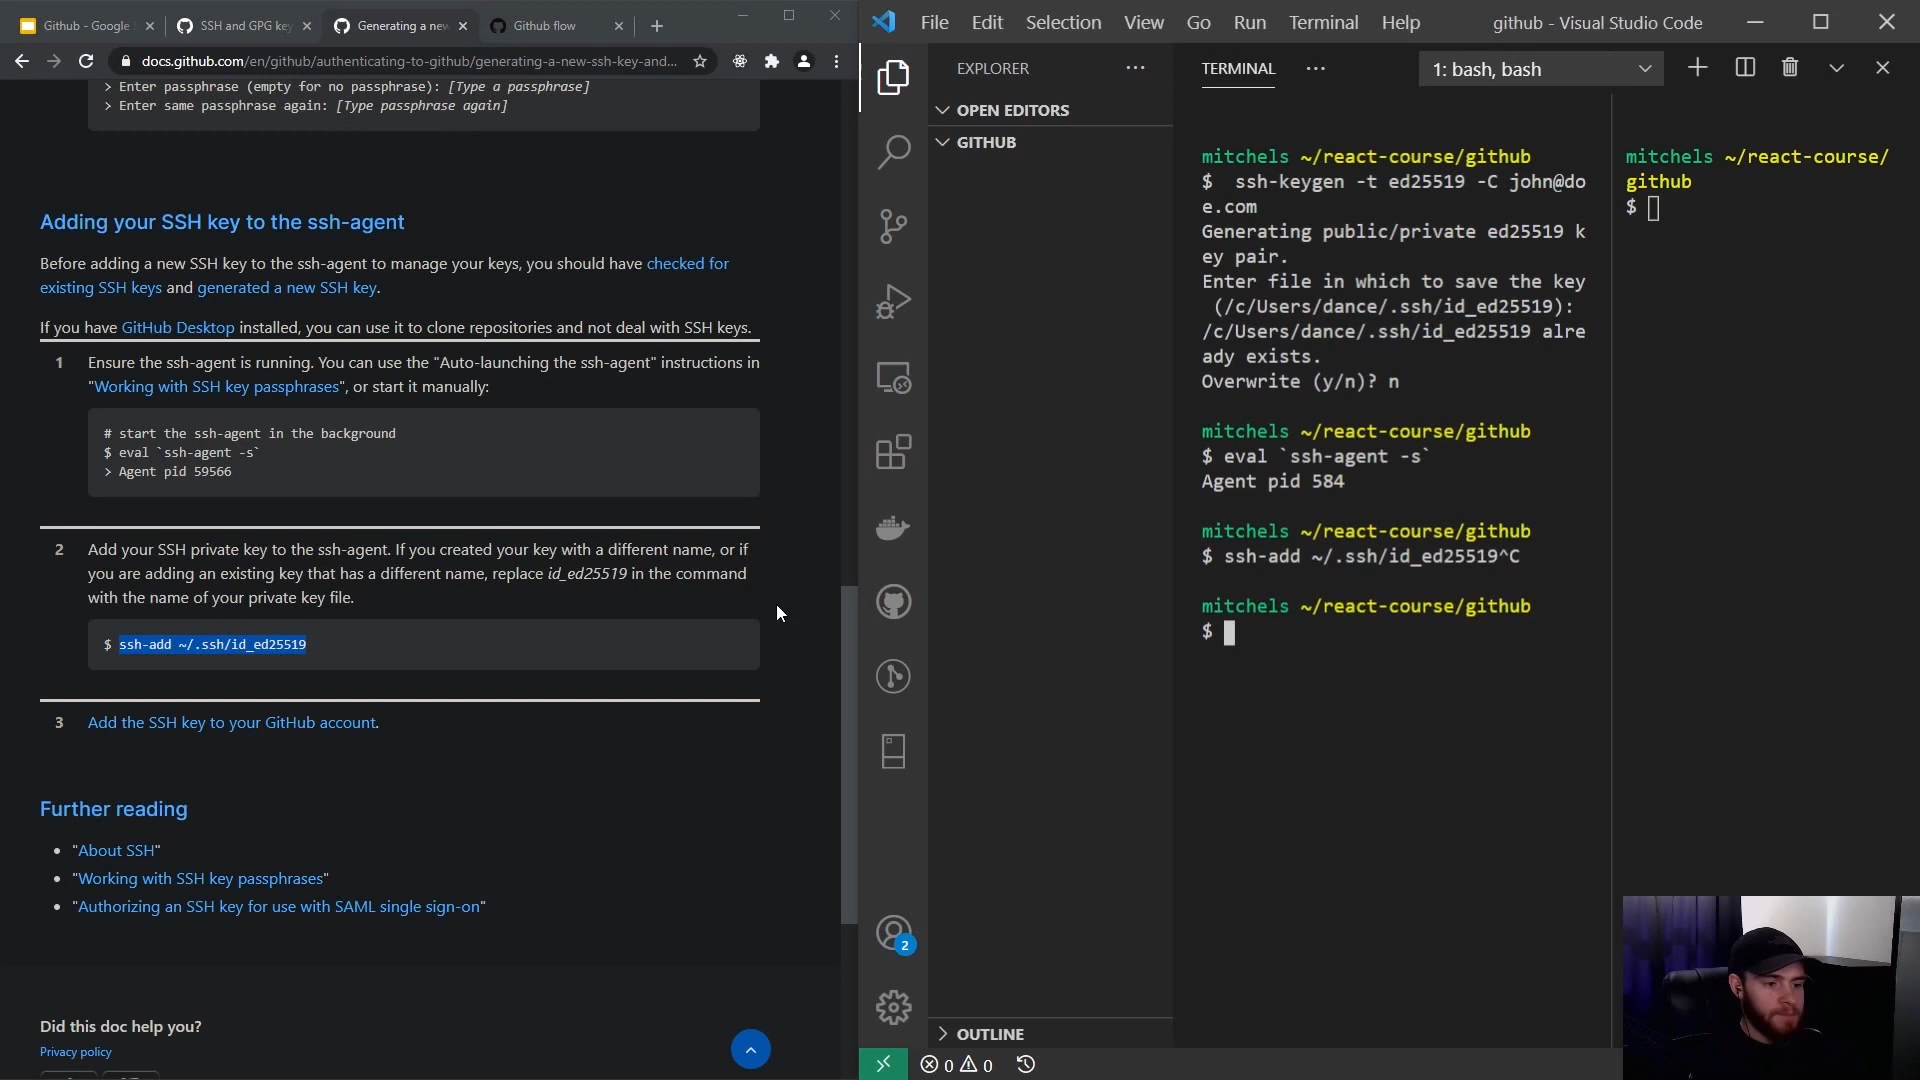 Github - Google S
SSH and GPG key
Generating a new
Github flow
docs.github.com/en/github/authenticating-to-github/generating-a-new-ssh-key-and...
> Enter passphrase (empty for no passphrase): [Type a passphrase]
> Enter same passphrase again: [Type passphrase again]
Adding your SSH key to the ssh-agent
Before adding a new SSH key to the ssh-agent to manage your keys, you should have checked for
existing SSH keys and generated a new SSH key.
If you have GitHub Desktop installed, you can use it to clone repositories and not deal with SSH keys.
1 Ensure the ssh-agent is running. You can use the "Auto-launching the ssh-agent" instructions in
"Working with SSH key passphrases", or start it manually:
# start the ssh-agent in the background
$ eval `ssh-agent -s`
> Agent pid 59566
2 Add your SSH private key to the ssh-agent. If you created your key with a different name, or if
you are adding an existing key that has a different name, replace id_ed25519 in the command
with the name of your private key file.
$ ssh-add ~/.ssh/id_ed25519
3 Add the SSH key to your GitHub account.
Further reading
• "About SSH"
• "Working with SSH key passphrases"
• "Authorizing an SSH key for use with SAML single sign-on"
Did this doc help you?
Privacy policy
File Edit Selection View Go Run Terminal Help
github - Visual Studio Code
EXPLORER ...
OPEN EDITORS
GITHUB
OUTLINE
2
0 0
TERMINAL ...
1: bash, bash
mitchels ~/react-course/github
$  ssh-keygen -t ed25519 -C john@do
e.com
Generating public/private ed25519 k
ey pair.
Enter file in which to save the key
 (/c/Users/dance/.ssh/id_ed25519):
/c/Users/dance/.ssh/id_ed25519 alre
ady exists.
Overwrite (y/n)? n
mitchels ~/react-course/github
$ eval `ssh-agent -s`
Agent pid 584
mitchels ~/react-course/github
$ ssh-add ~/.ssh/id_ed25519^C
mitchels ~/react-course/github
$
mitchels ~/react-course/
github
$